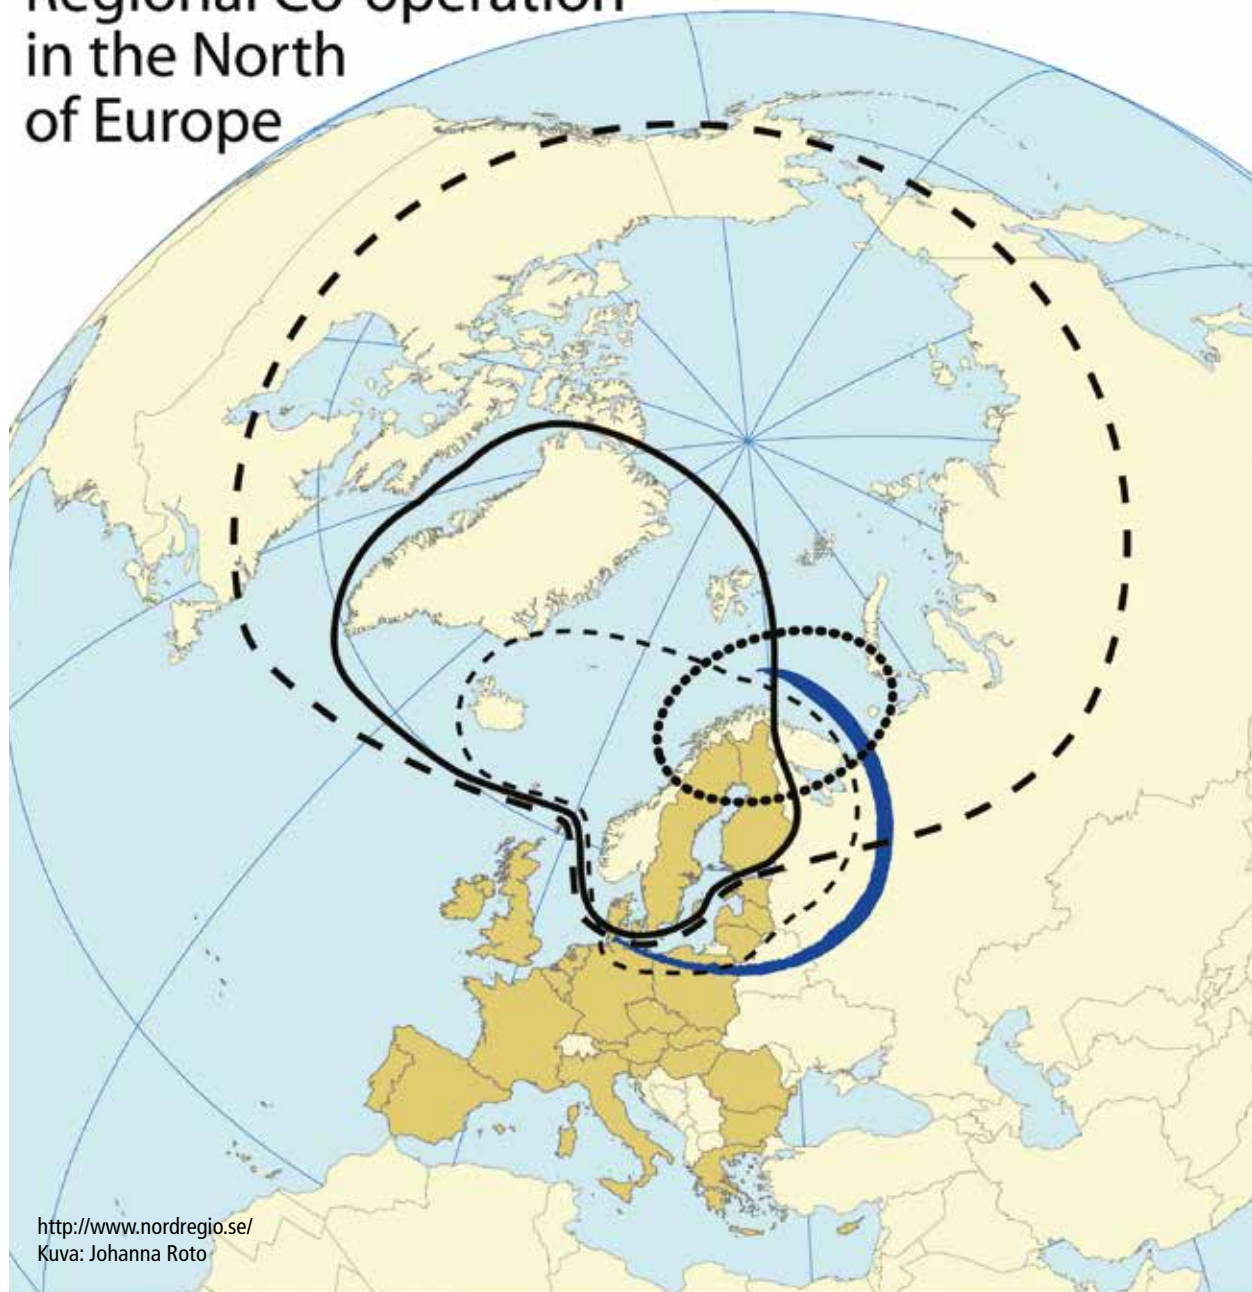 Regional Co-operation
in the North
of Europe
http://www.nordregio.se/
Kuva: Johanna Roto